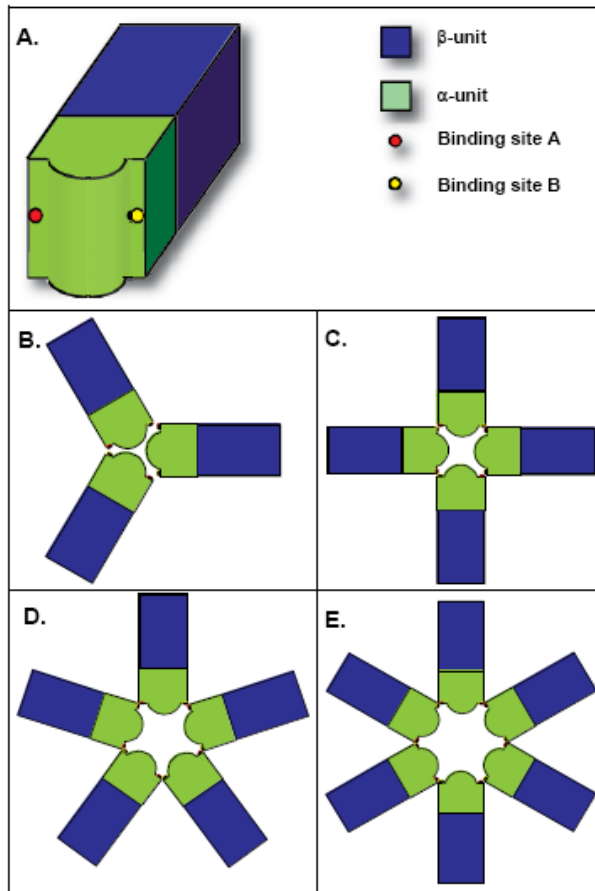 A.
β-unit
α-unit
Binding site A
Binding site B
B.
C.
D.
E.